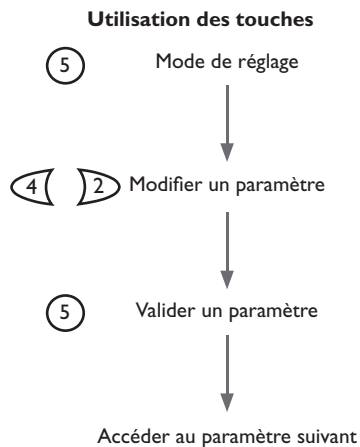 Utilisation des touches
5 Mode de réglage
4 2 Modifier un paramètre
5 Valider un paramètre
Accéder au paramètre suivant